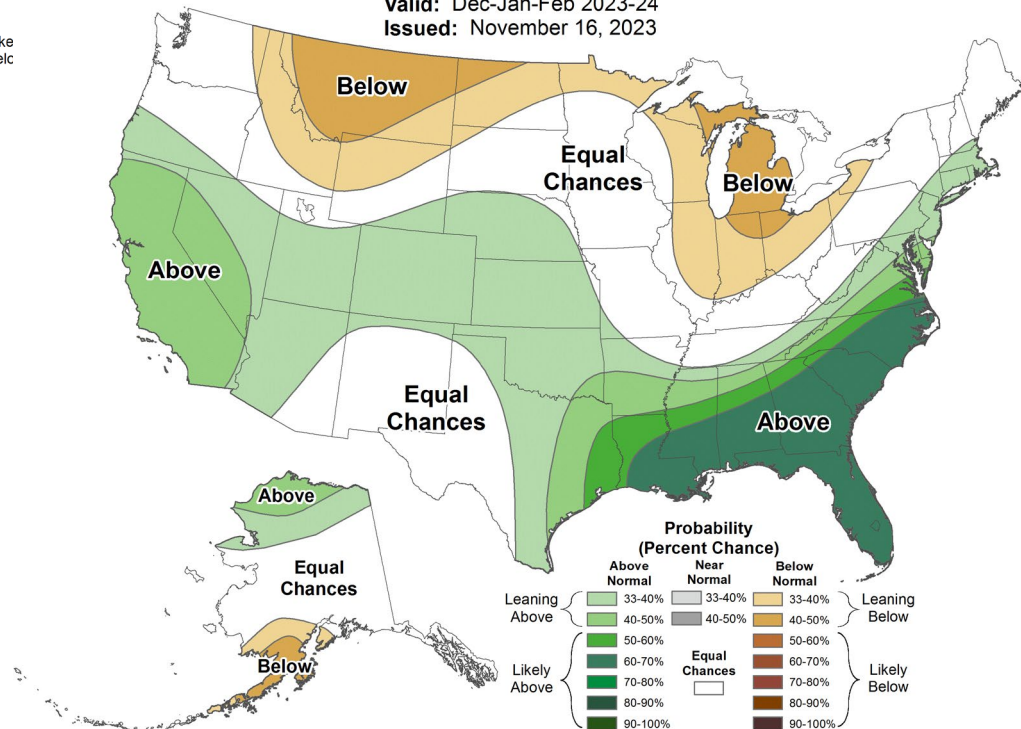 Valid: Dec-Jan-Feb 2023-24
Issued: November 16, 2023
ke
Below
Equal
Chances
Below
Above
Equal
Chances
Above
Above
Equal
Chances
Below
Probability
(Percent Chance)
Above
Normal
Near
Normal
Below
Normal
Leaning
Above
33-40%
40-50%
33-40%
40-50%
33-40%
40-50%
Leaning
Below
Likely
Above
50-60%
60-70%
70-80%
80-90%
90-100%
Equal
Chances
50-60%
60-70%
70-80%
80-90%
90-100%
Likely
Below